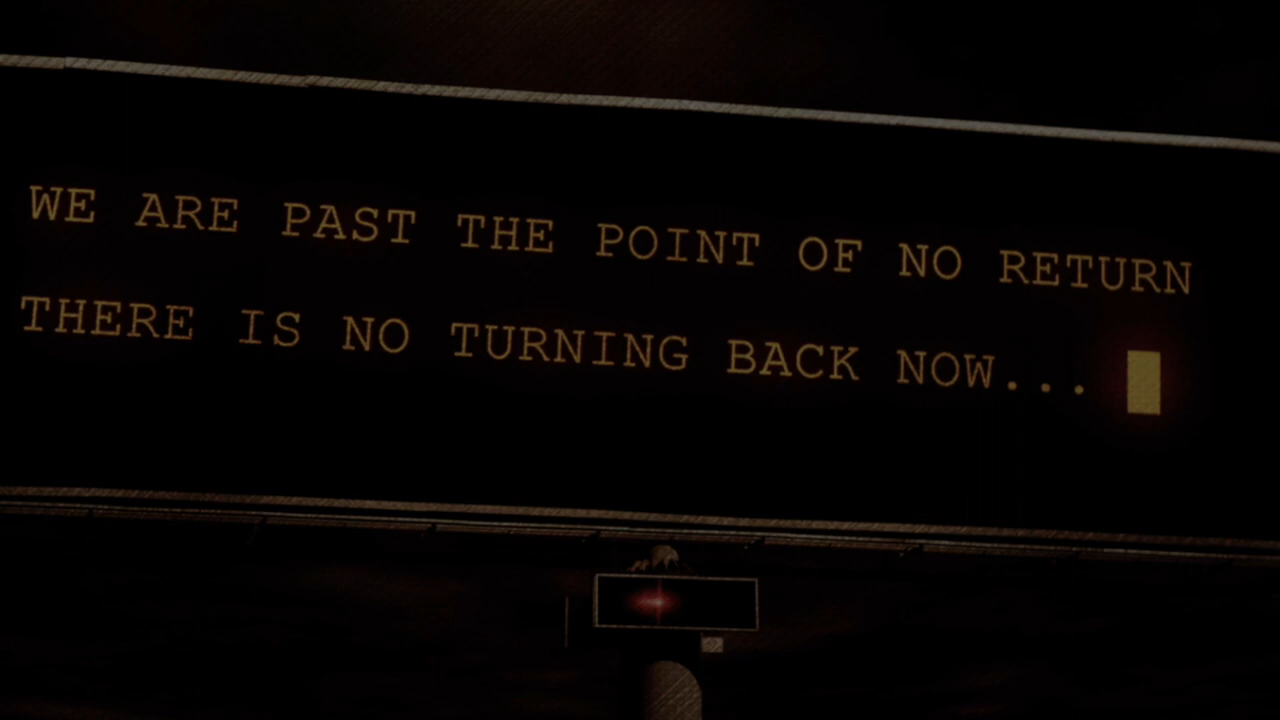 WE ARE PAST THE POINT OF NO RETURN
THERE IS NO TURNING BACK NOW...